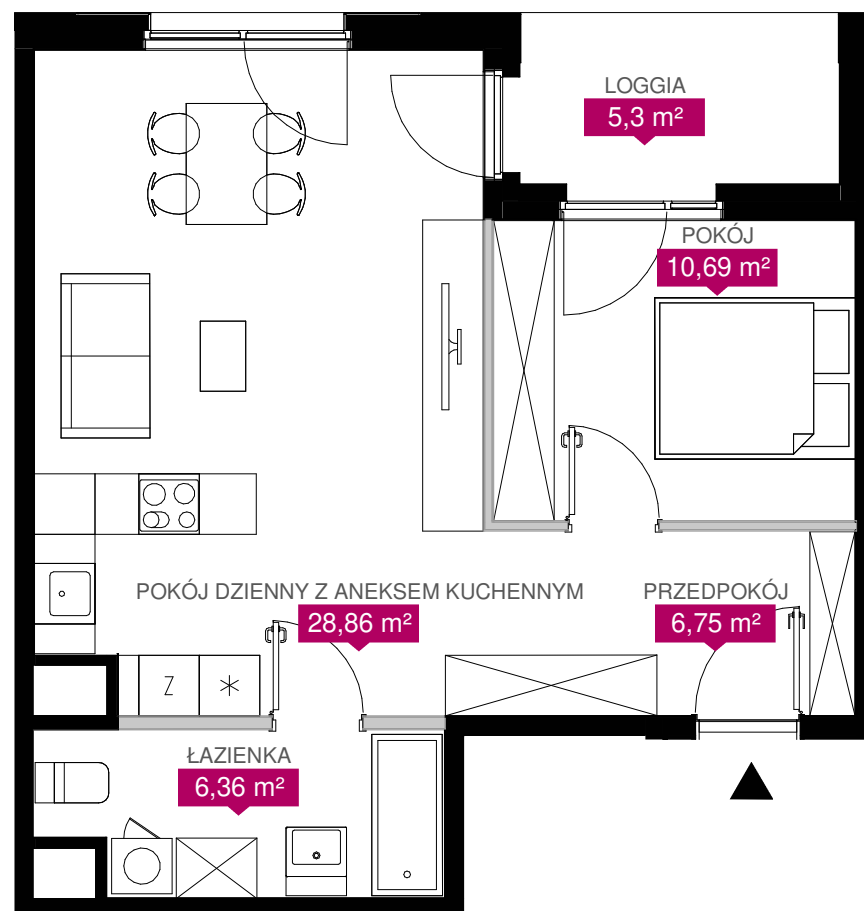 LOGGIA
5,3 m²
POKÓJ
10,69 m²
POKÓJ DZIENNY Z ANEKSEM KUCHENNYM
28,86 m²
PRZEDPOKÓJ
6,75 m²
Z
ŁAZIENKA
6,36 m²